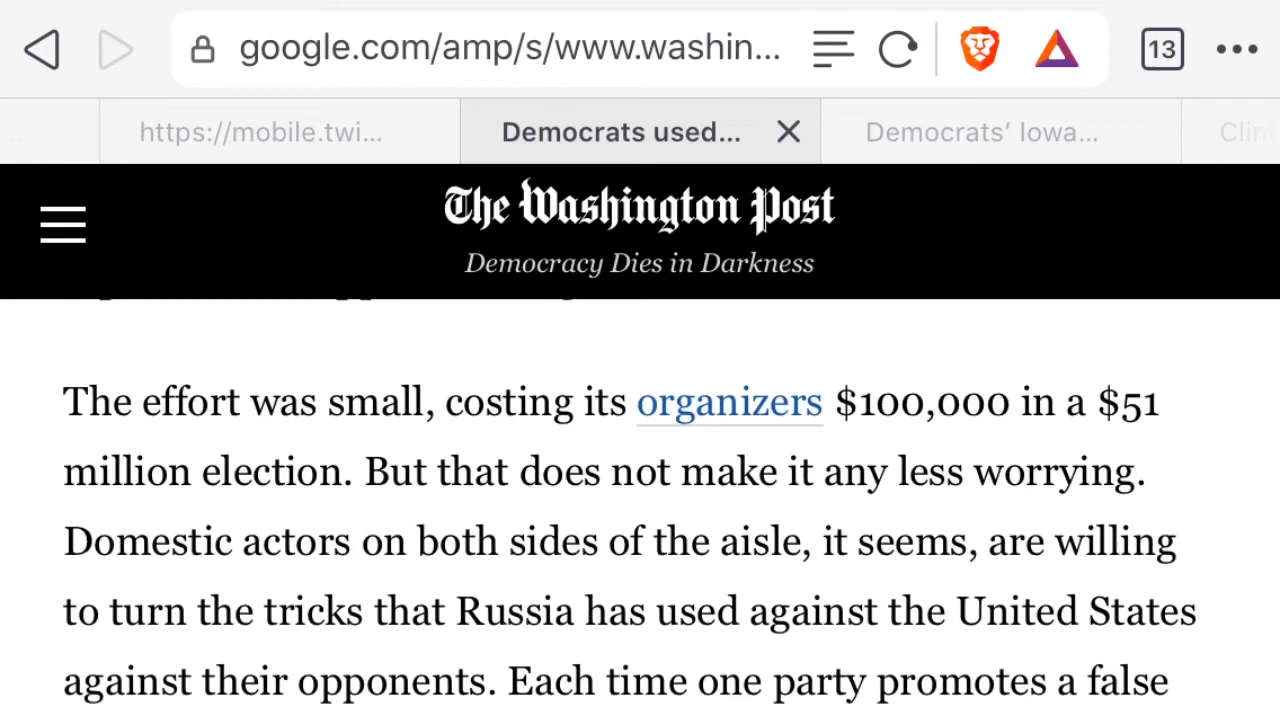 google.com/amp/s/www.washin...
13
https://mobile.twi...
Democrats used...
Democrats' Iowa...
Clin
The Washington Post
Democracy Dies in Darkness
The effort was small, costing its organizers $100,000 in a $51
million election. But that does not make it any less worrying.
Domestic actors on both sides of the aisle, it seems, are willing
to turn the tricks that Russia has used against the United States
against their opponents. Each time one party promotes a false